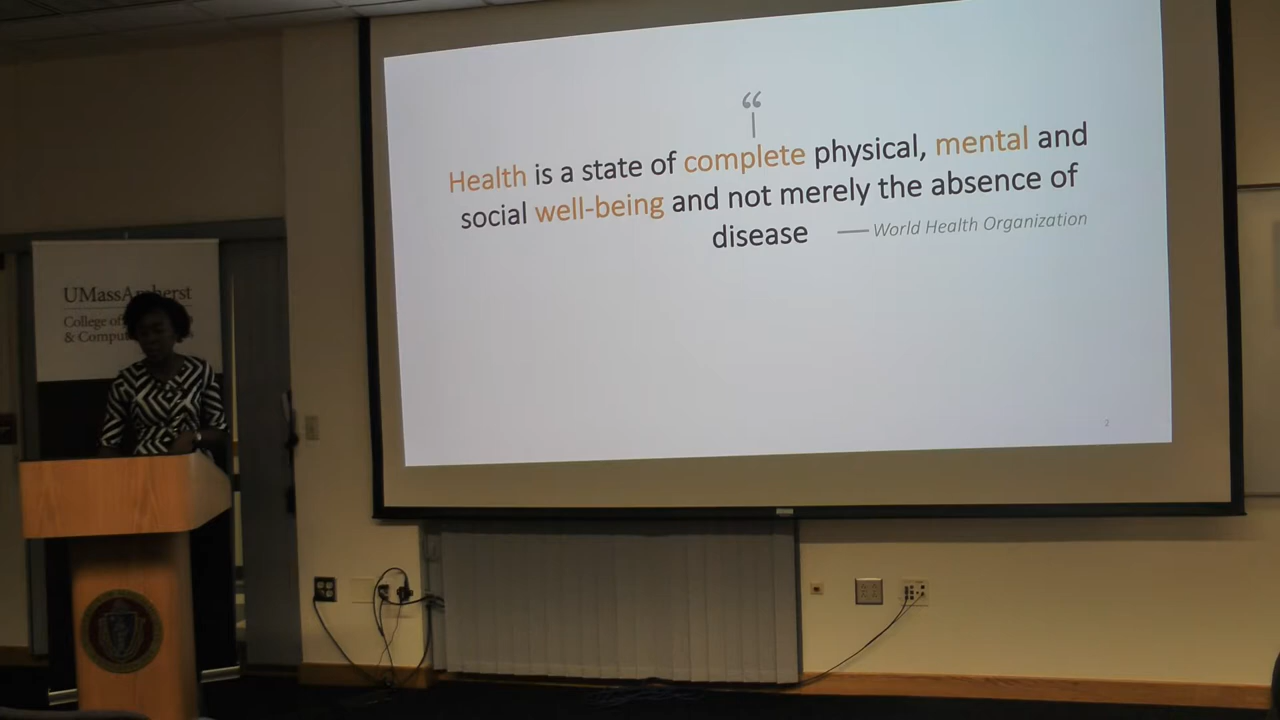 “
Health is a state of complete physical, mental and
social well-being and not merely the absence of
disease — World Health Organization
2
UMassAmherst
College of
&